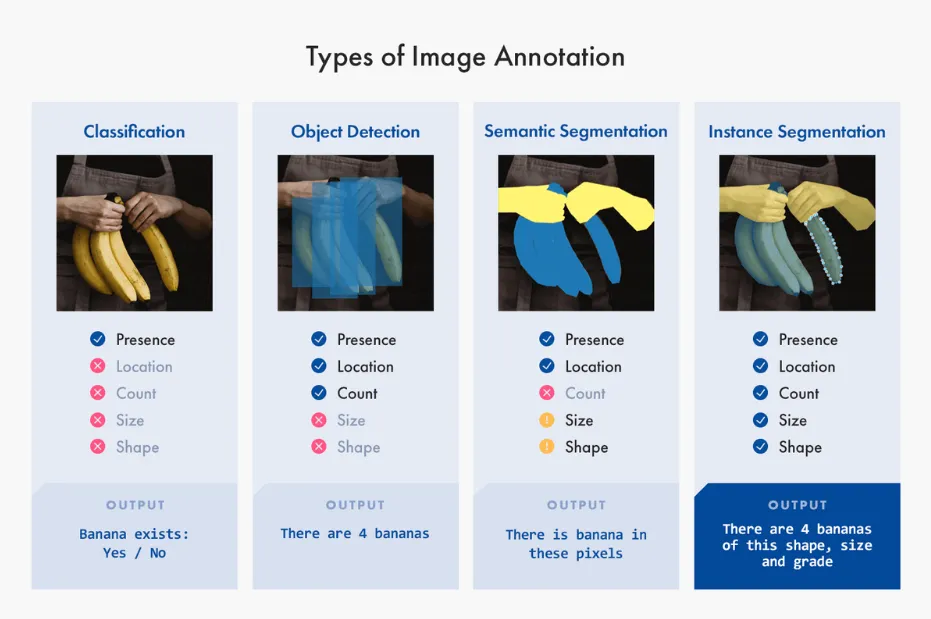 Types of Image Annotation
Classification
Presence
Location
Count
Size
Shape
OUTPUT
Banana exists:
Yes / No
Object Detection
Presence
Location
Count
Size
Shape
OUTPUT
There are 4 bananas
Semantic Segmentation
Presence
Location
Count
Size
Shape
OUTPUT
There is banana in
these pixels
Instance Segmentation
Presence
Location
Count
Size
Shape
OUTPUT
There are 4 bananas
of this shape, size
and grade